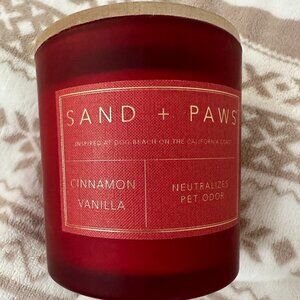 SAND + PAWS
INSPIRED AT DOG BEACH ON THE CALIFORNIA COAST
CINNAMON
VANILLA
NEUTRALIZES
PET ODOR